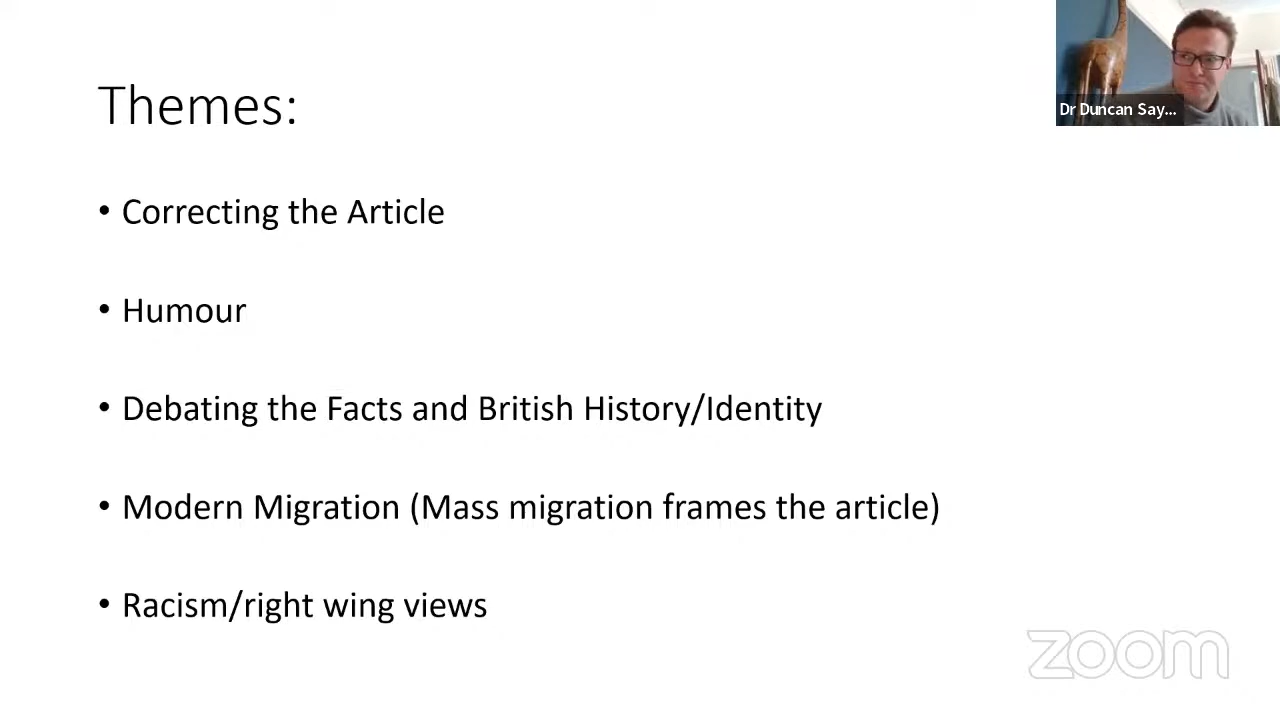 Themes:
Dr Duncan Say...
• Correcting the Article
• Humour
• Debating the Facts and British History/Identity
• Modern Migration (Mass migration frames the article)
• Racism/right wing views
zoom